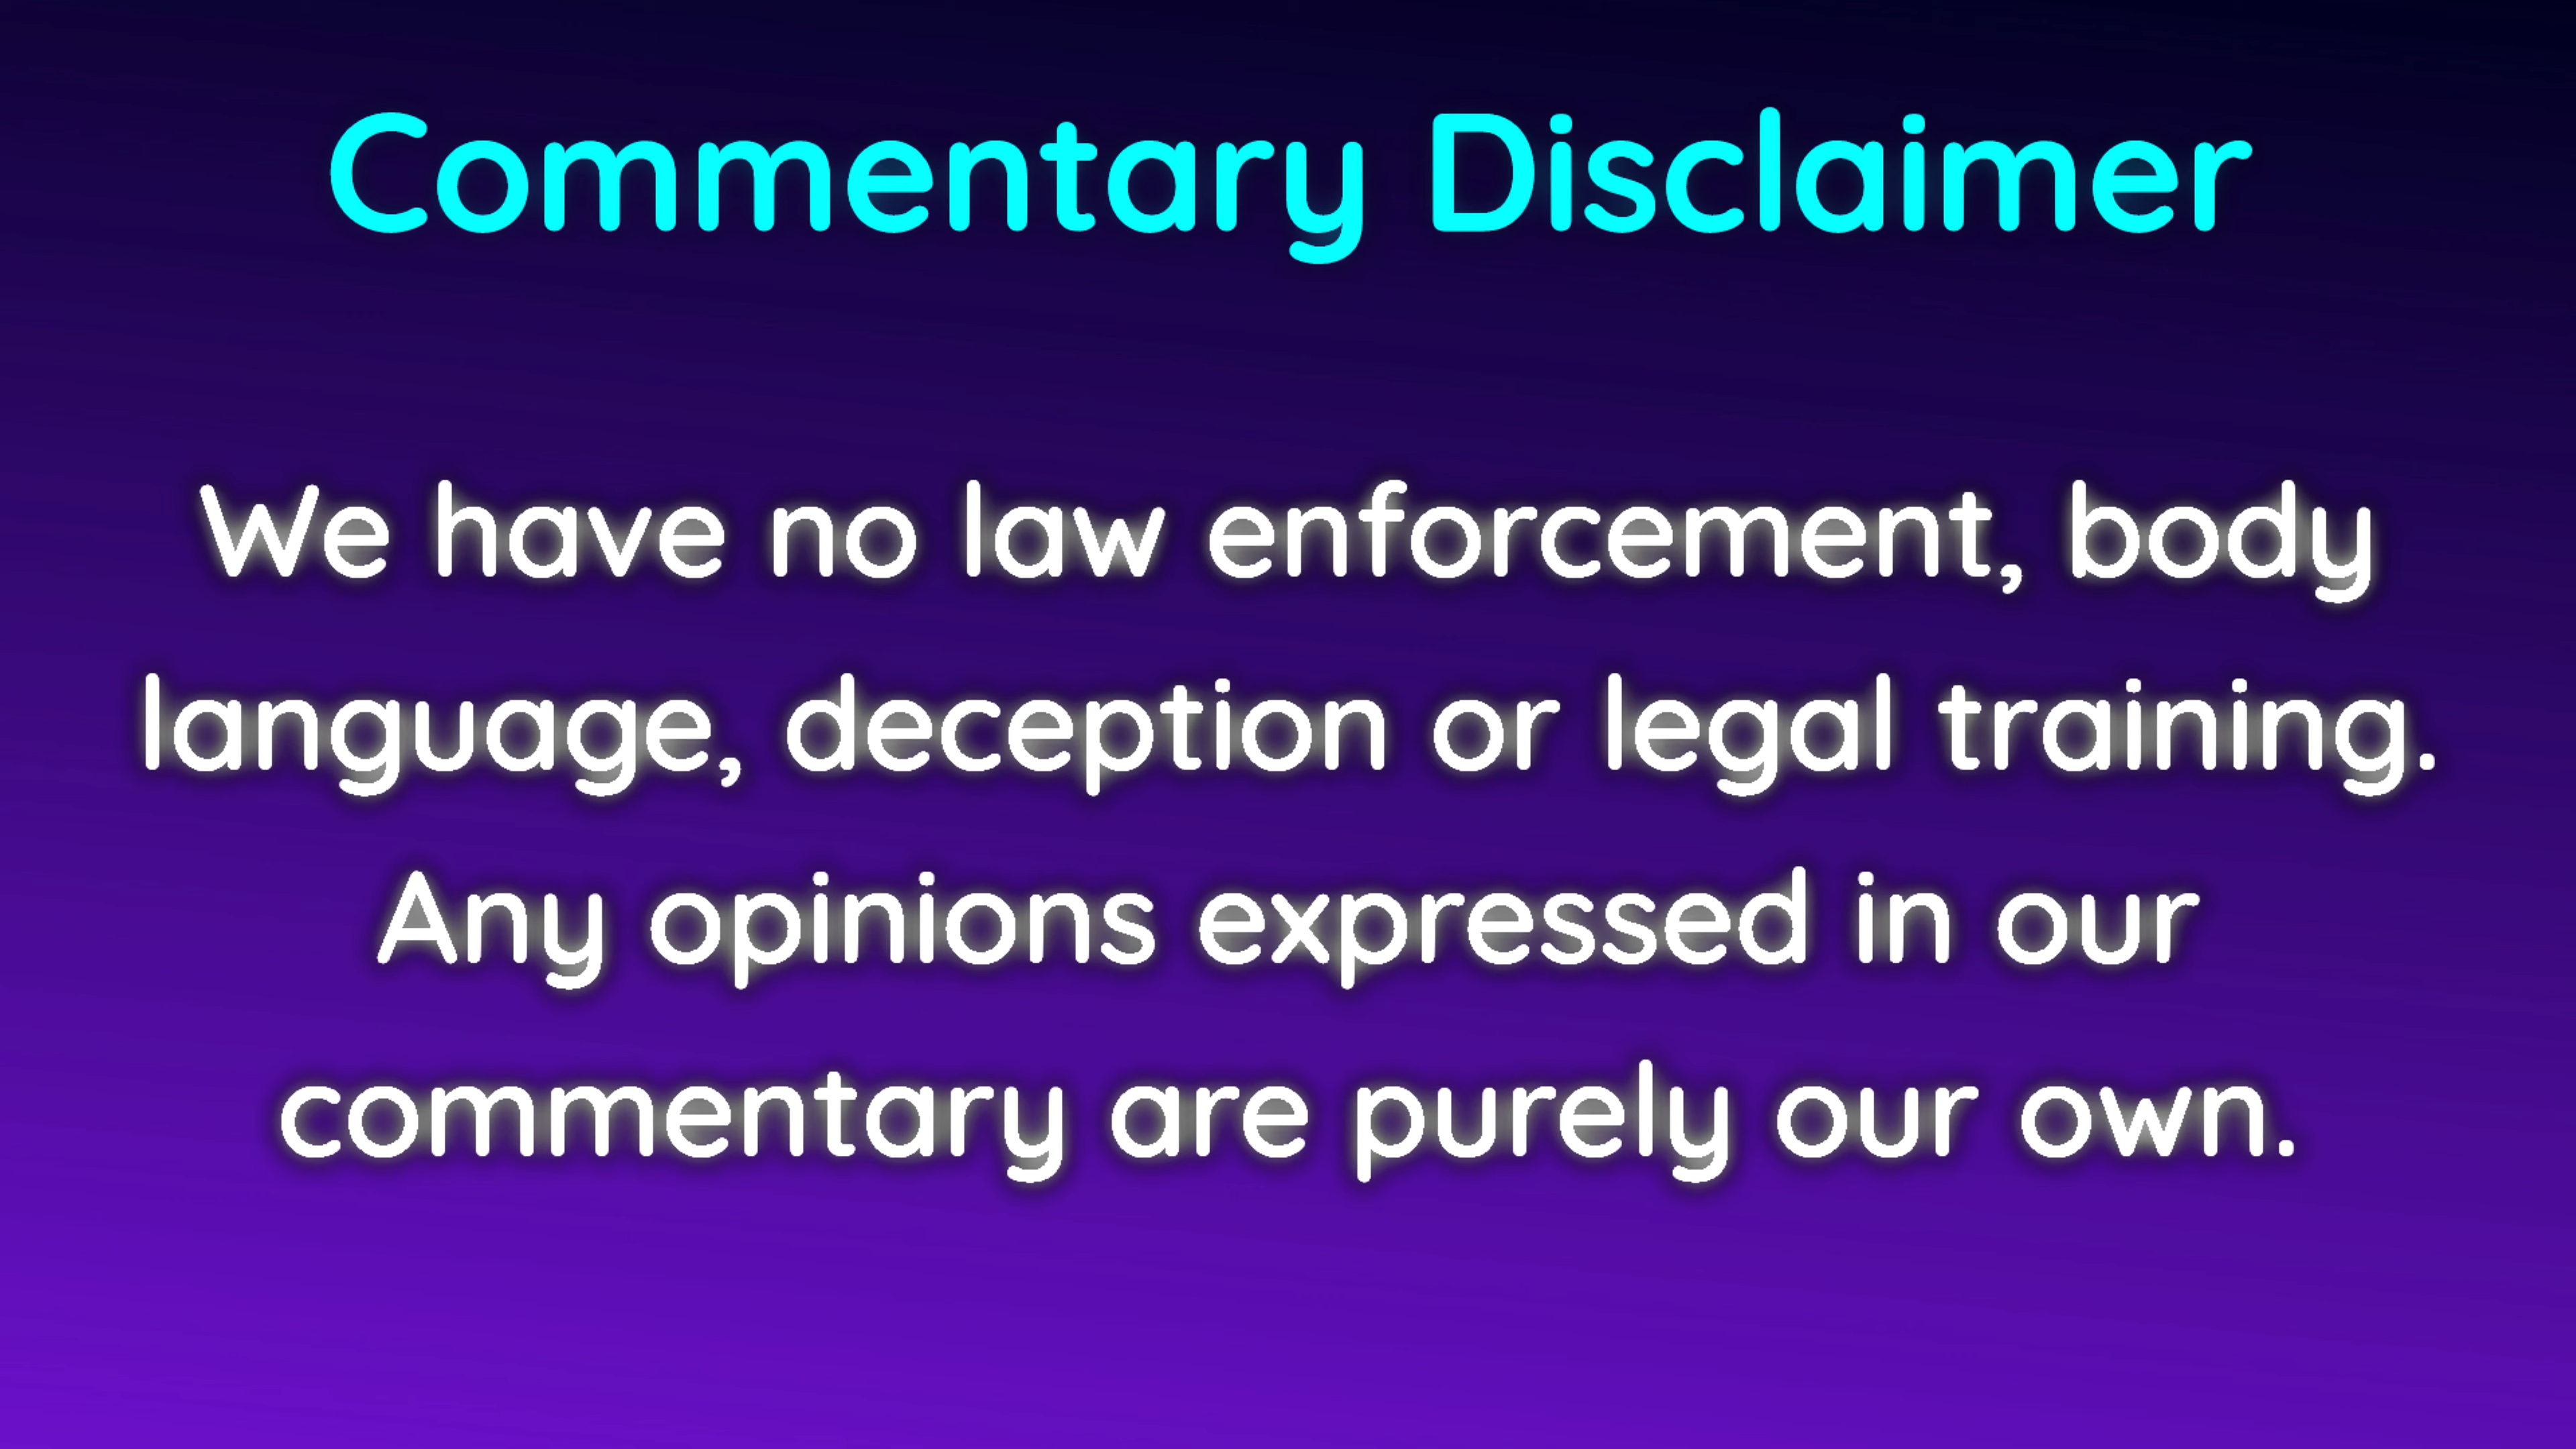 Commentary Disclaimer
We have no law enforcement, body
language, deception or legal training.
Any opinions expressed in our
commentary are purely our own.